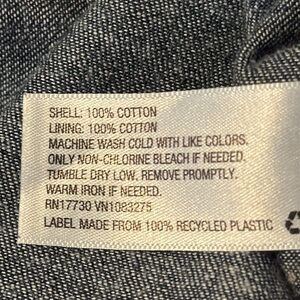 SHELL: 100% COTTON
LINING: 100% COTTON
MACHINE WASH COLD WITH LIKE COLORS.
ONLY NON-CHLORINE BLEACH IF NEEDED.
TUMBLE DRY LOW. REMOVE PROMPTLY.
WARM IRON IF NEEDED.
RN17730 VN1083275
LABEL MADE FROM 100% RECYCLED PLASTIC